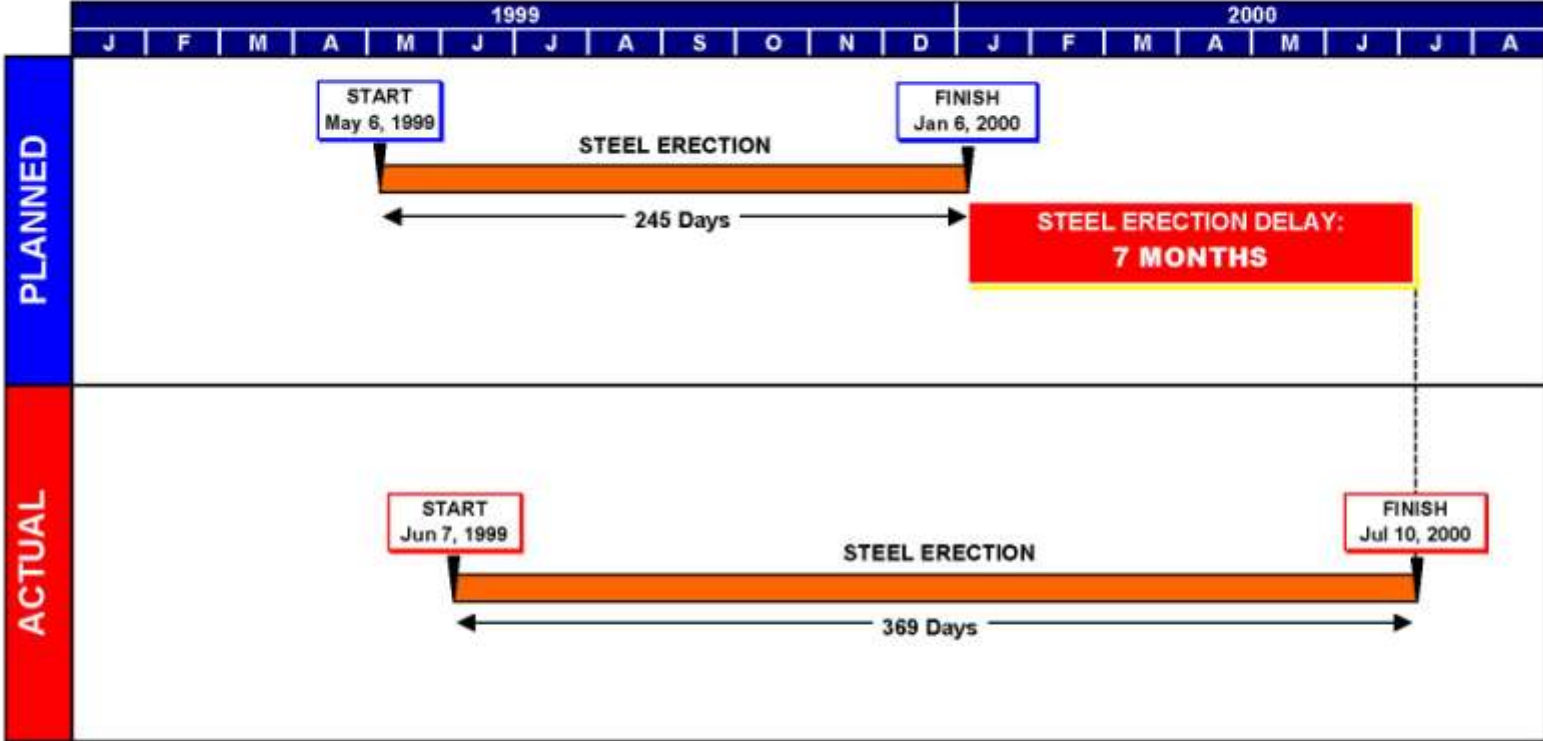 1999 2000
J F M A M J J A S O N D J F M A M J J A
PLANNED
START
May 6, 1999
FINISH
Jan 6, 2000
STEEL ERECTION
245 Days
STEEL ERECTION DELAY:
7 MONTHS
ACTUAL
START
Jun 7, 1999
FINISH
Jul 10, 2000
STEEL ERECTION
369 Days